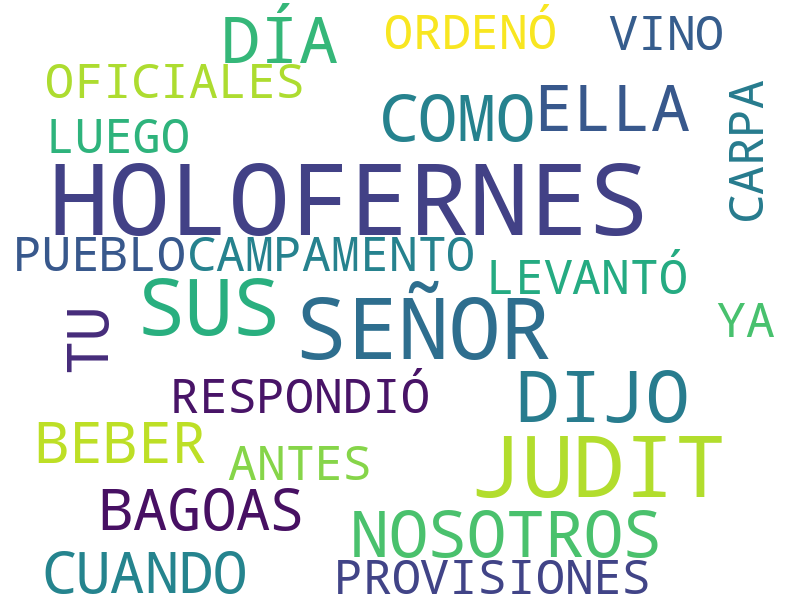 DÍA ORDENÓ VINO
OFICIALES
COMO ELLA
LUEGO
CARPA
HOLOFERNES
PUEBLO CAMPAMENTO
LEVANTÓ
SUS SEÑOR
TU
YA
RESPONDIÓ DIJO
BEBER
ANTES JUDIT
BAGOAS
NOSOTROS
CUANDO PROVISIONES